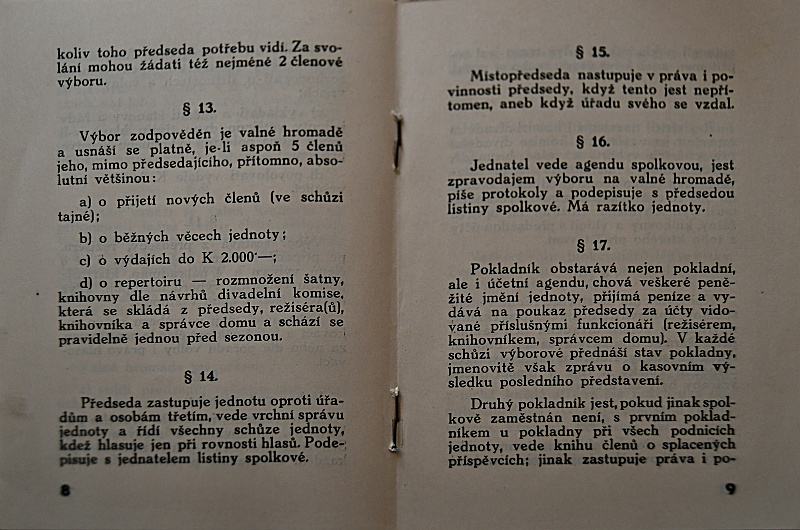 koliv toho předseda potřebu vidí. Za svo-
lání mohou žádati též nejméně 2 členové
výboru.
§ 13.
Výbor zodpověděn je valné hromadě
a usnáší se platně, je-li aspoň 5 členů
jeho, mimo předsedajícího, přítomno, abso-
lutní většinou:
a) o přijetí nových členů (ve schůzi
tajné);
b) o běžných věcech jednoty;
c) o výdajích do K 2.000·—;
d) o repertoiru — rozmnožení šatny,
knihovny dle návrhů divadelní komise,
která se skládá z předsedy, režiséra(ů),
knihovníka a správce domu a schází se
pravidelně jednou před sezonou.
§ 14.
Předseda zastupuje jednotu oproti úřa-
dům a osobám třetím, vede vrchní správu
jednoty a řídí všechny schůze jednoty,
kdež hlasuje jen při rovnosti hlasů. Pode-
pisuje s jednatelem listiny spolkové.
8
§ 15.
Místopředseda nastupuje v práva i po-
vinnosti předsedy, když tento jest nepří-
tomen, aneb když úřadu svého se vzdal.
§ 16.
Jednatel vede agendu spolkovou, jest
zpravodajem výboru na valné hromadě,
píše protokoly a podepisuje s předsedou
listiny spolkové. Má razítko jednoty.
§ 17.
Pokladník obstarává nejen pokladní,
ale i účetní agendu, chová veškeré peně-
žité jmění jednoty, přijímá peníze a vy-
dává na poukaz předsedy za účty vido-
vané příslušnými funkcionáři (režisérem,
knihovníkem, správcem domu). V každé
schůzi výborové přednáší stav pokladny,
jmenovitě však zprávu o kasovním vý-
sledku posledního představení.
Druhý pokladník jest, pokud jinak spol-
kově zaměstnán není, s prvním poklad-
níkem u pokladny při všech podnicích
jednoty, vede knihu členů o splacených
příspěvcích; jinak zastupuje práva i po-
9